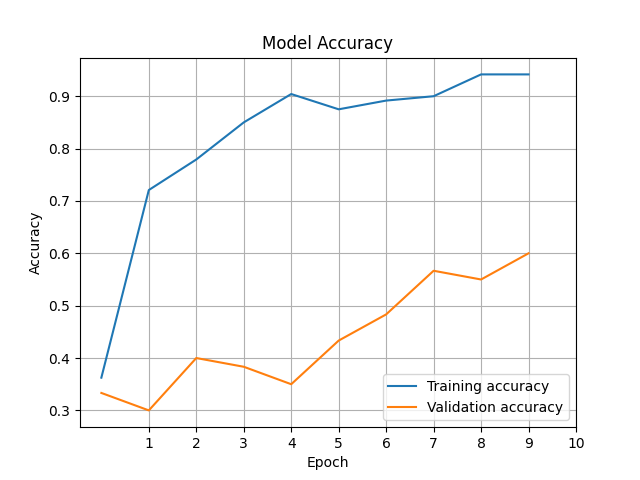 Model Accuracy
Accuracy
0.9
0.8
0.7
0.6
0.5
0.4
0.3
Training accuracy
Validation accuracy
1 2 3 4 5 6 7 8 9 10
Epoch